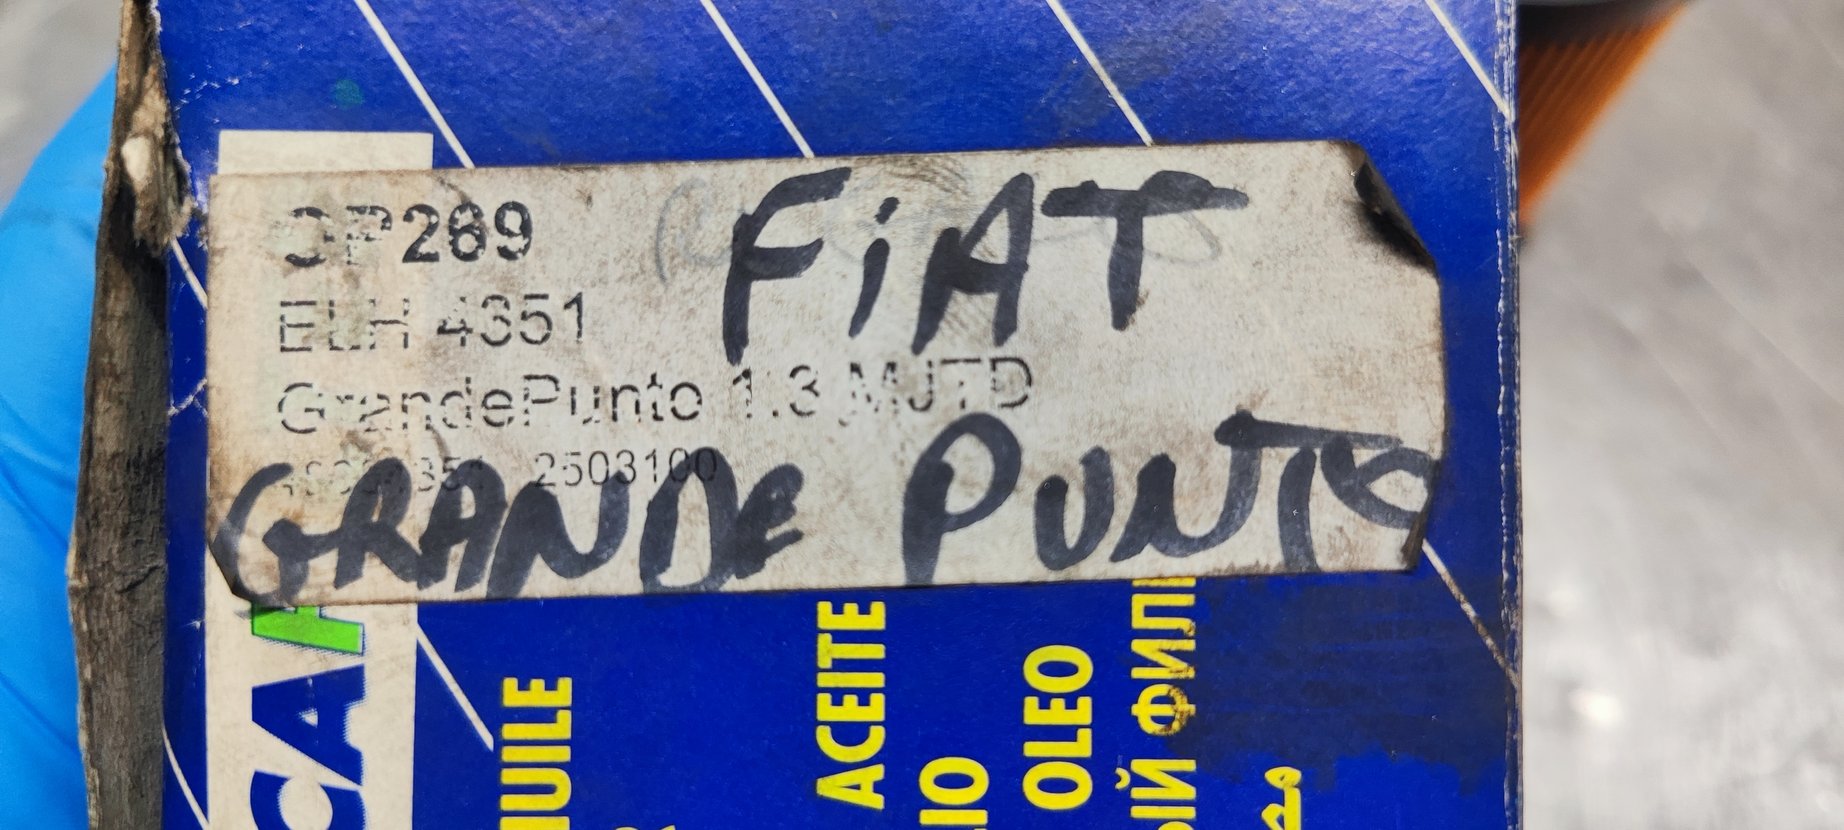 OP289
ELH 4351
GrandePunto 1.3 MJTD
2503100
FiAT
GRANDE PUNTO
HUILE
ACEITE
OLEO